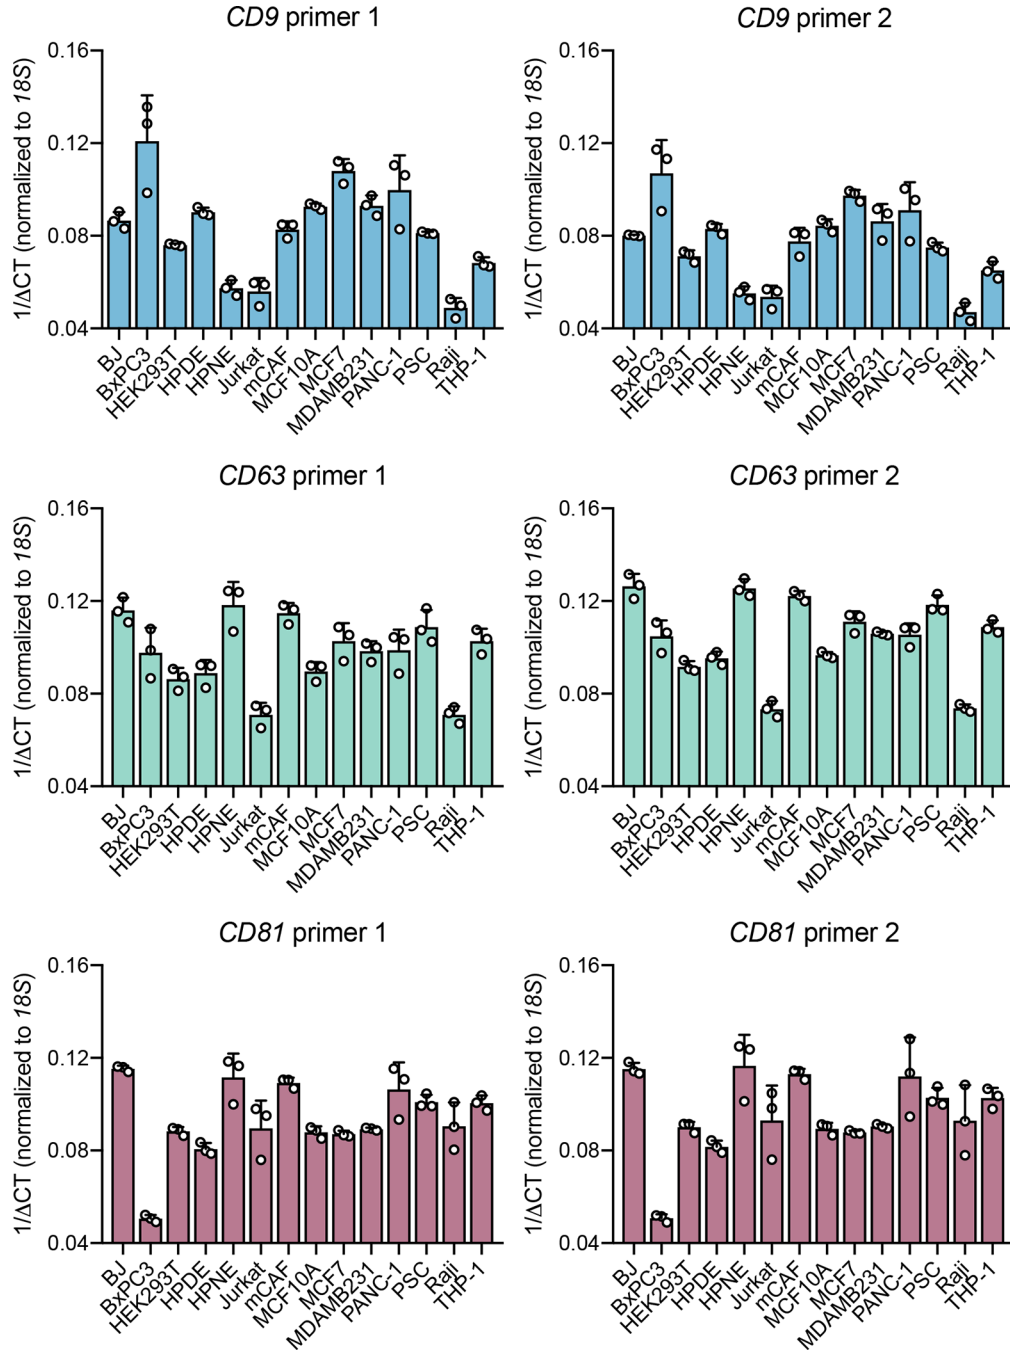 CD9 primer 1
1/ΔCT (normalized to 18S)
0.16
0.12
0.08
0.04
BJ
BxPC3
HEK293T
HPDE
HPNE
Jurkat
mCAF
MCF10A
MCF7
MDAMB231
PANC-1
PSC
Raji
THP-1
CD9 primer 2
1/ΔCT (normalized to 18S)
0.16
0.12
0.08
0.04
BJ
BxPC3
HEK293T
HPDE
HPNE
Jurkat
mCAF
MCF10A
MCF7
MDAMB231
PANC-1
PSC
Raji
THP-1
CD63 primer 1
1/ΔCT (normalized to 18S)
0.16
0.12
0.08
0.04
BJ
BxPC3
HEK293T
HPDE
HPNE
Jurkat
mCAF
MCF10A
MCF7
MDAMB231
PANC-1
PSC
Raji
THP-1
CD63 primer 2
1/ΔCT (normalized to 18S)
0.16
0.12
0.08
0.04
BJ
BxPC3
HEK293T
HPDE
HPNE
Jurkat
mCAF
MCF10A
MCF7
MDAMB231
PANC-1
PSC
Raji
THP-1
CD81 primer 1
1/ΔCT (normalized to 18S)
0.16
0.12
0.08
0.04
BJ
BxPC3
HEK293T
HPDE
HPNE
Jurkat
mCAF
MCF10A
MCF7
MDAMB231
PANC-1
PSC
Raji
THP-1
CD81 primer 2
1/ΔCT (normalized to 18S)
0.16
0.12
0.08
0.04
BJ
BxPC3
HEK293T
HPDE
HPNE
Jurkat
mCAF
MCF10A
MCF7
MDAMB231
PANC-1
PSC
Raji
THP-1